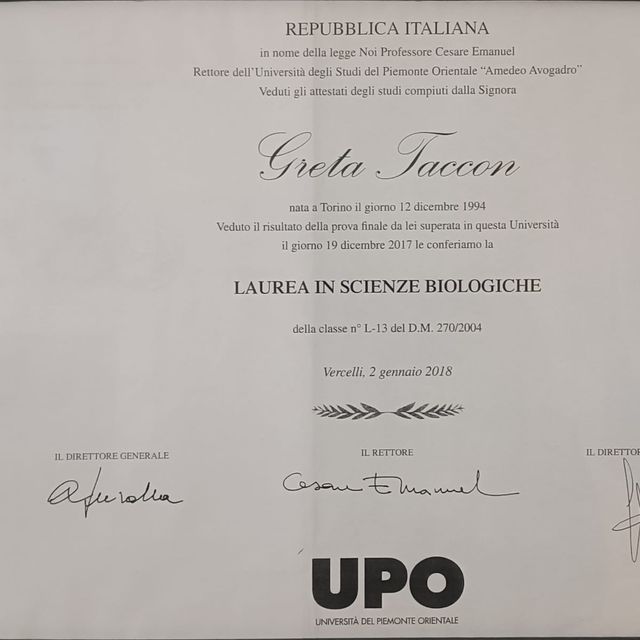 REPUBBLICA ITALIANA
in nome della legge Noi Professore Cesare Emanuel
Rettore dell'Università degli Studi del Piemonte Orientale “Amedeo Avogadro”
Veduti gli attestati degli studi compiuti dalla Signora
Greta Taccon
nata a Torino il giorno 12 dicembre 1994
Veduto il risultato della prova finale da lei superata in questa Università
il giorno 19 dicembre 2017 le conferiamo la
LAUREA IN SCIENZE BIOLOGICHE
della classe n° L-13 del D.M. 270/2004
Vercelli, 2 gennaio 2018
IL DIRETTORE GENERALE
IL RETTORE
IL DIRETTOR
Cesare Emanuel
UPO
UNIVERSITÀ DEL PIEMONTE ORIENTALE